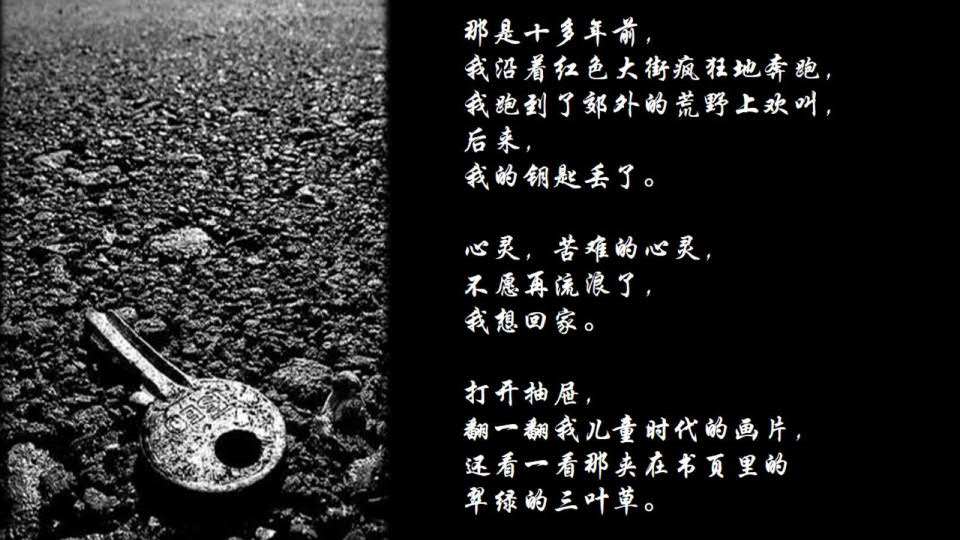 那是十多年前，
我沿着红色大街疯狂地奔跑，
我跑到了郊外的荒野上欢叫，
后来，
我的钥匙丢了。
心灵，苦难的心灵，
不愿再流浪了，
我想回家。
打开抽屉，
翻一翻我儿童时代的画片，
还看一看那夹在书页里的
翠绿的三叶草。